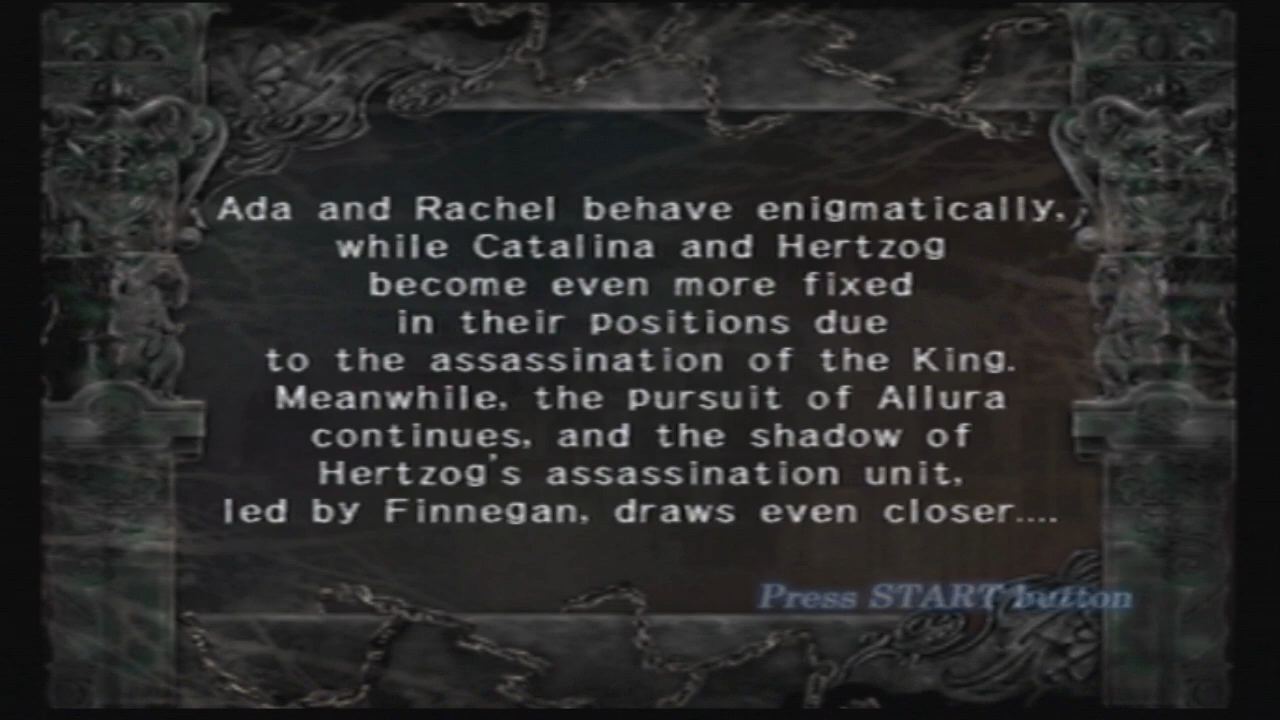 Ada and Rachel behave enigmatically,
while Catalina and Hertzog
become even more fixed
in their positions due
to the assassination of the King.
Meanwhile, the pursuit of Allura
continues, and the shadow of
Hertzog's assassination unit,
led by Finnegan, draws even closer....
Press START button